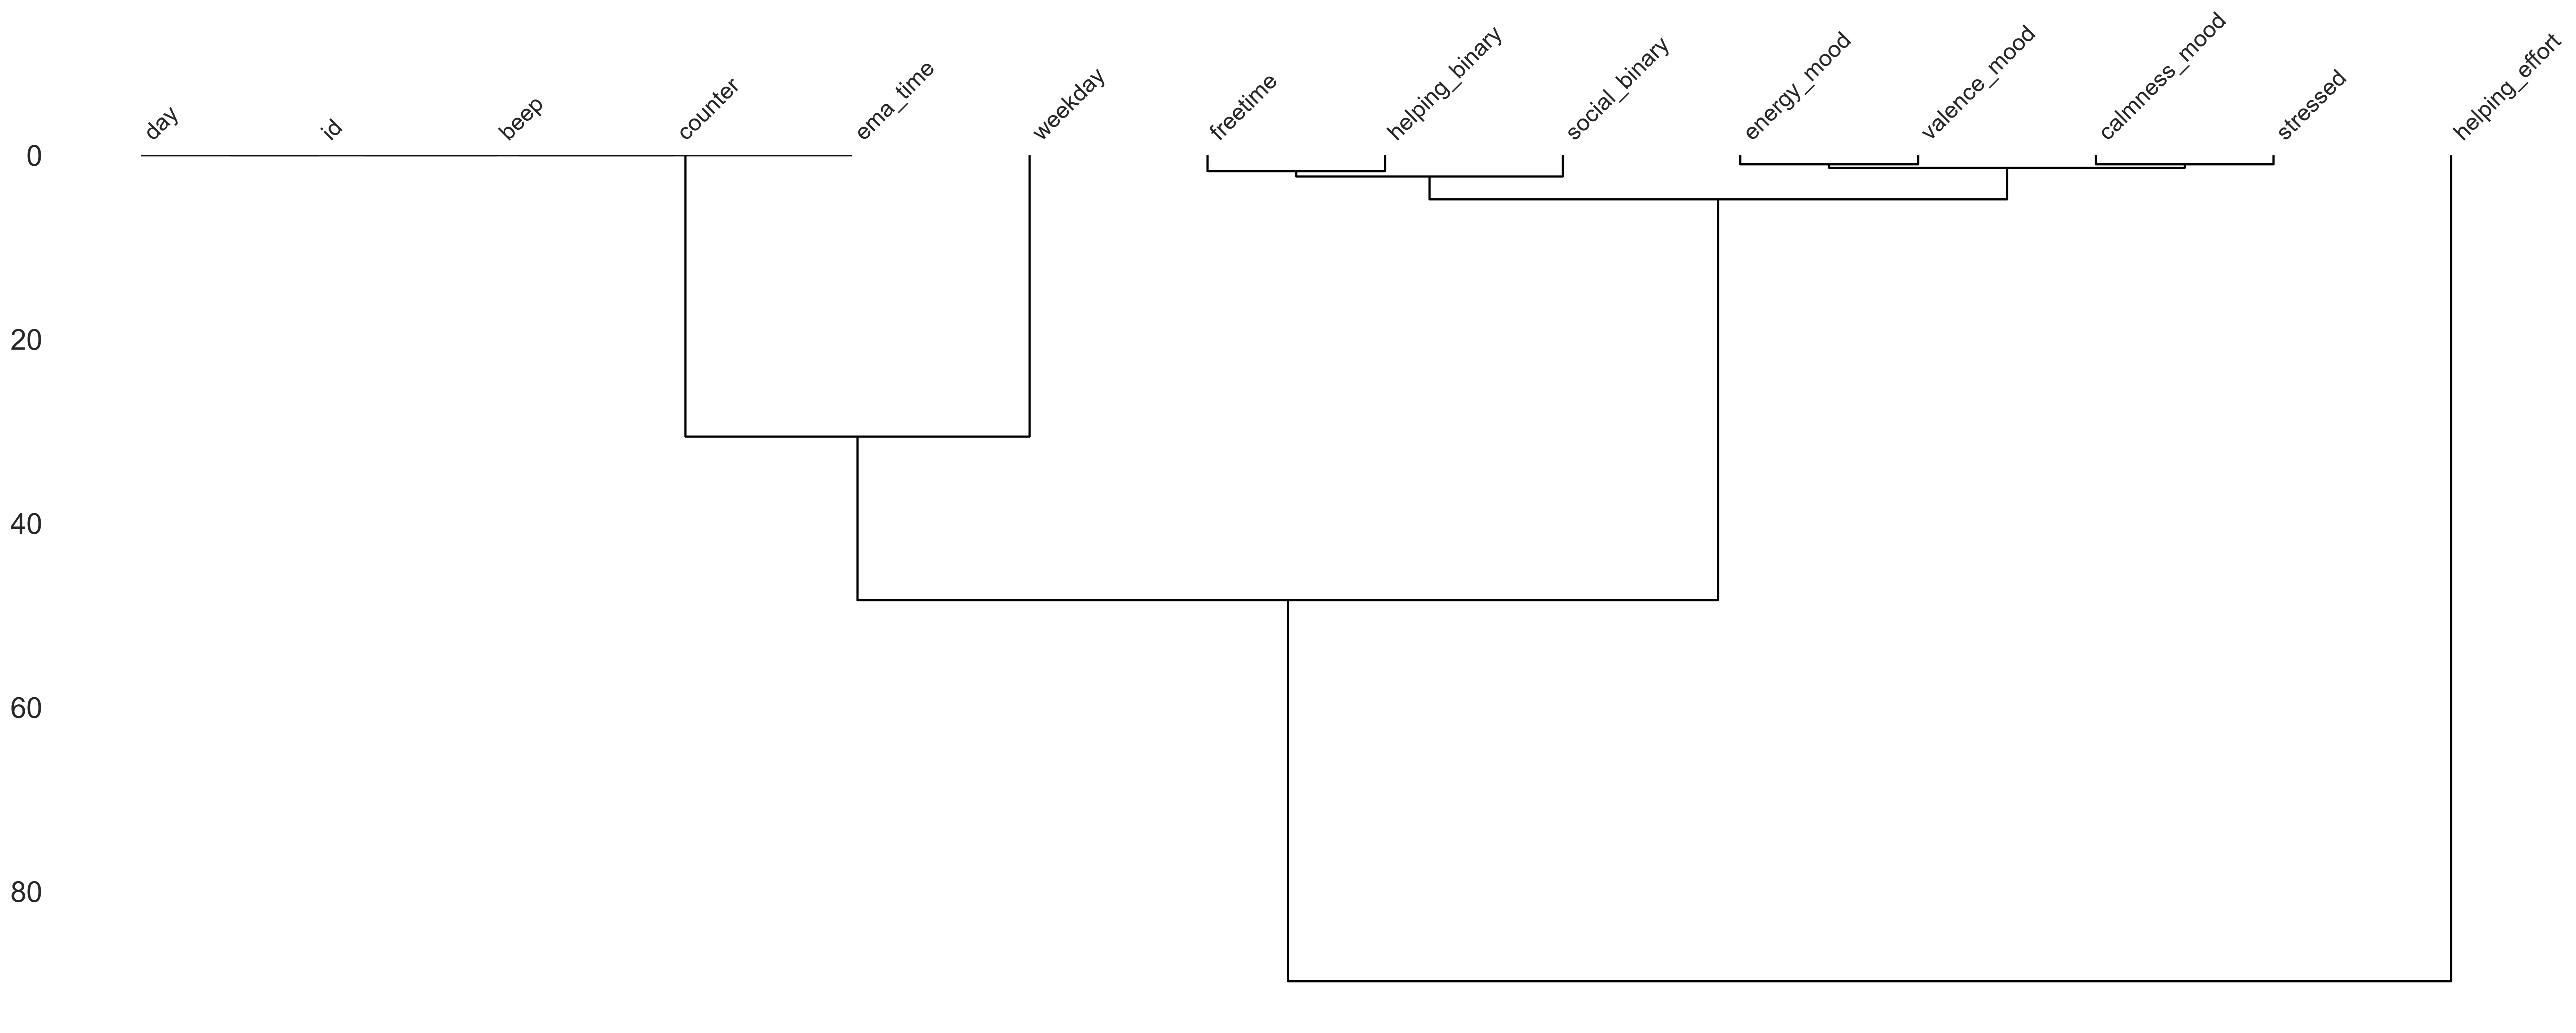 day
id
beep
counter
ema_time
weekday
freetime
helping_binary
social_binary
energy_mood
valence_mood
calmness_mood
stressed
helping_effort
0
20
40
60
80